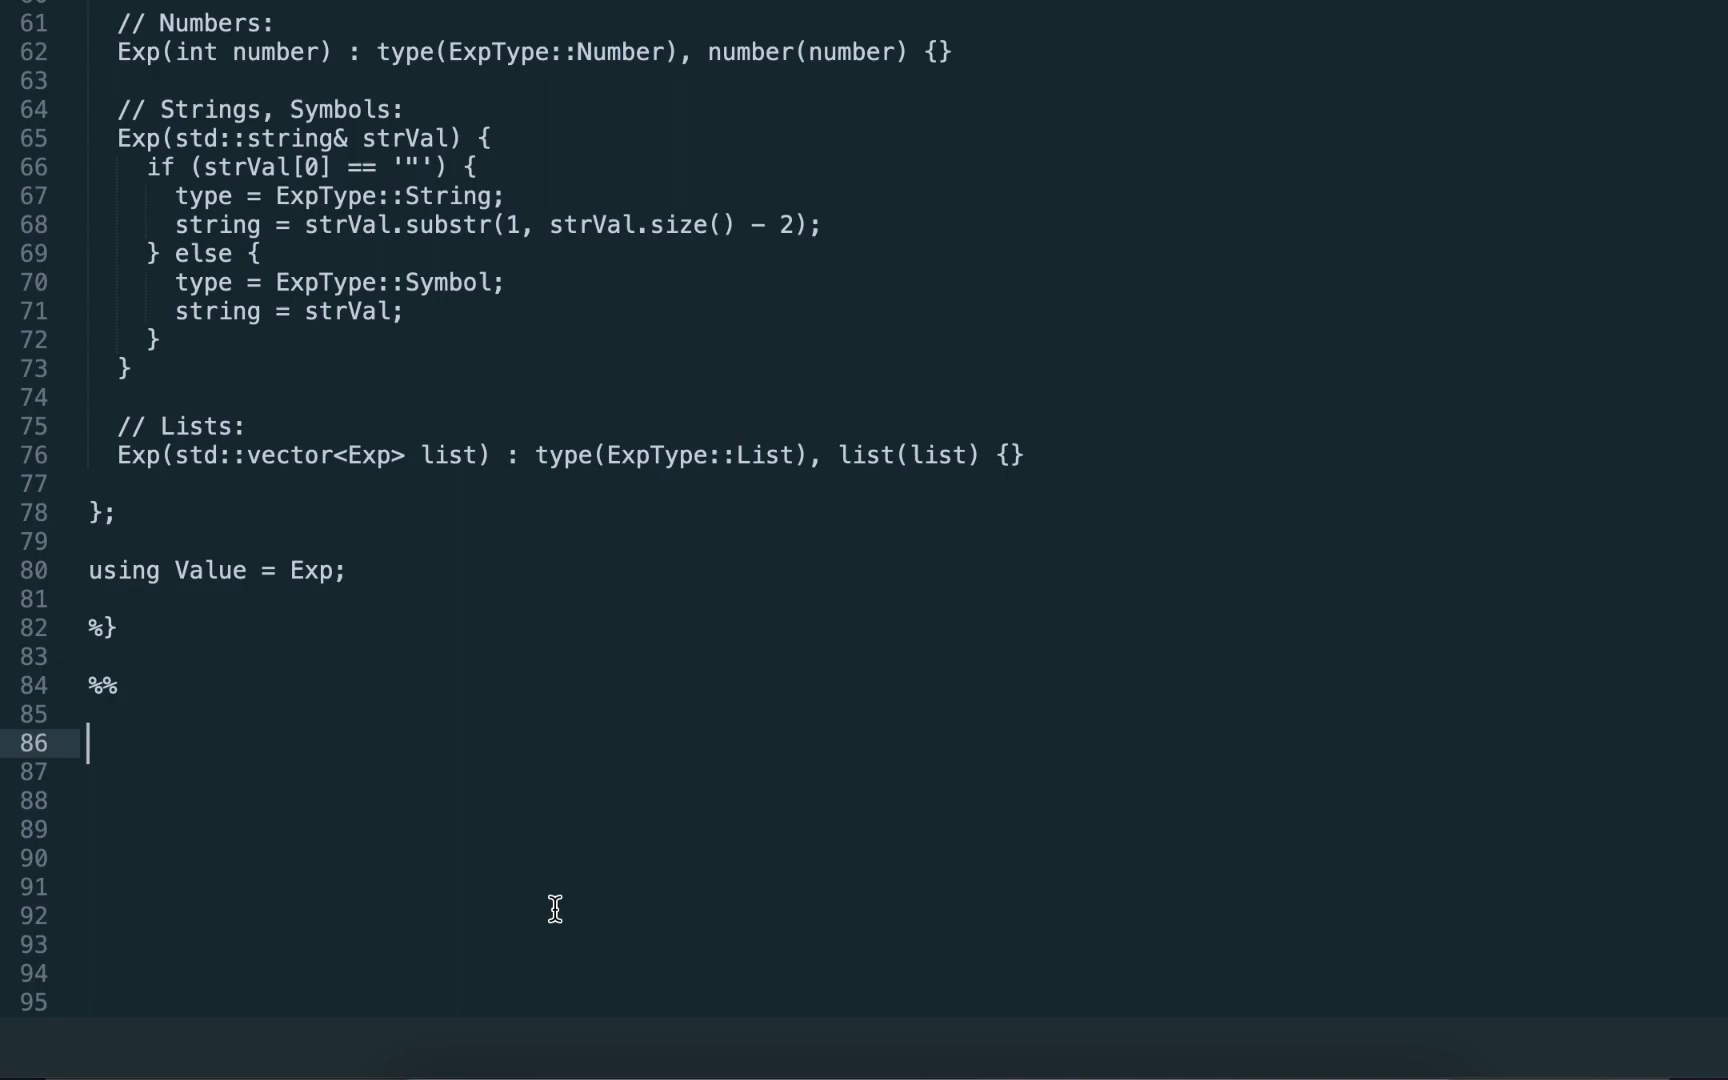 61 // Numbers:
62 Exp(int number) : type(ExpType::Number), number(number) {}
63
64 // Strings, Symbols:
65 Exp(std::string& strVal) {
66 if (strVal[0] == '"') {
67 type = ExpType::String;
68 string = strVal.substr(1, strVal.size() - 2);
69 } else {
70 type = ExpType::Symbol;
71 string = strVal;
72 }
73 }
74
75 // Lists:
76 Exp(std::vector<Exp> list) : type(ExpType::List), list(list) {}
77
78 };
79
80 using Value = Exp;
81
82 %}
83
84 %%
85
86
87
88
89
90
91
92
93
94
95